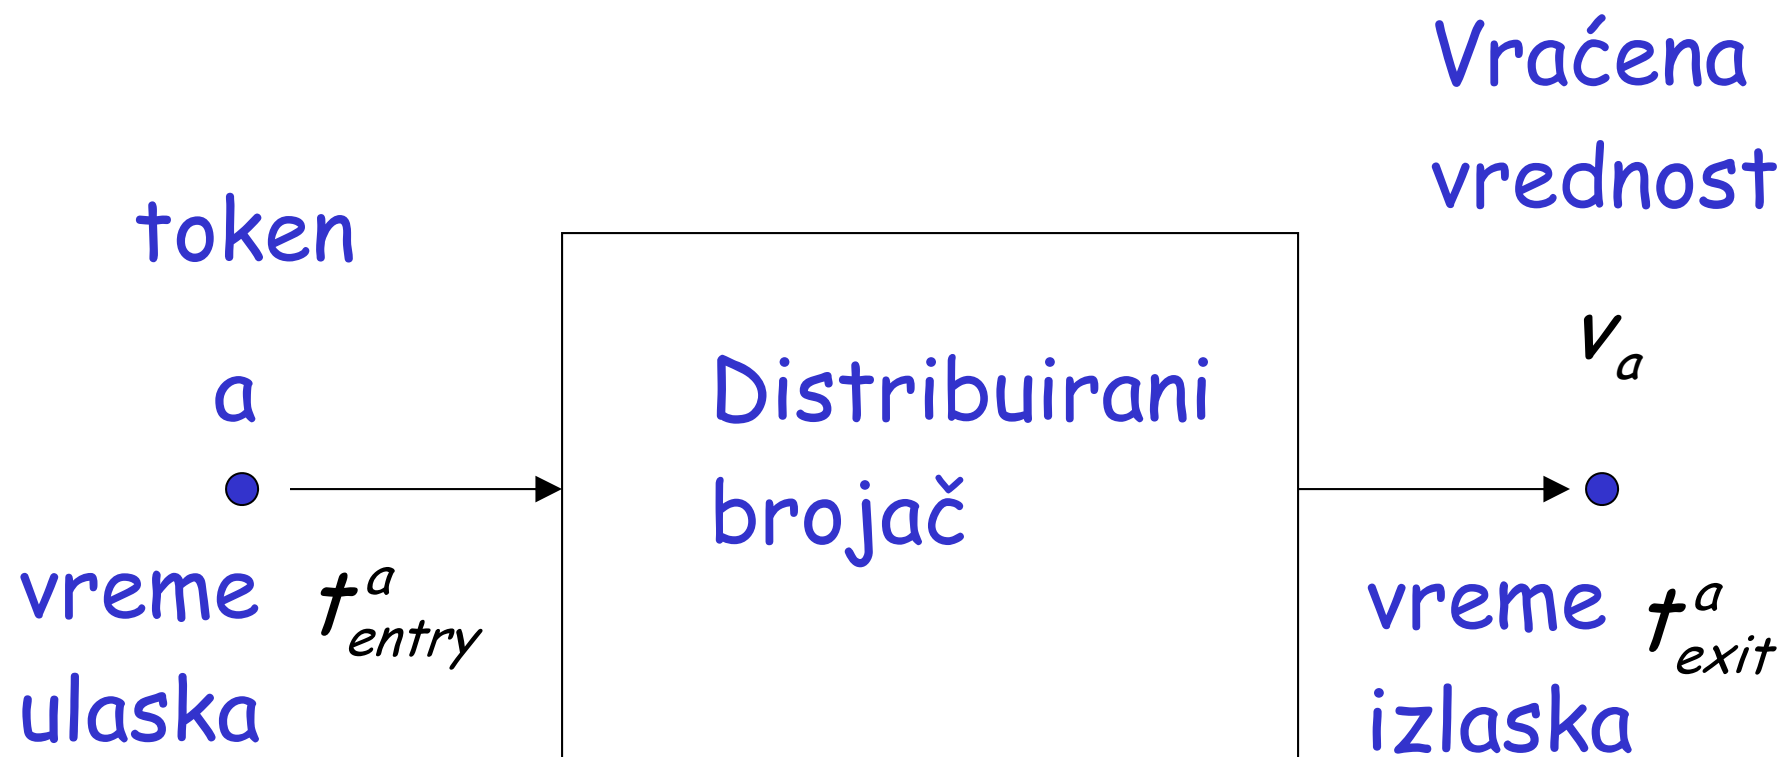 Vraćena
vrednost
token
v_a
a
Distribuirani
brojač
vreme t^a_entry
ulaska
vreme t^a_exit
izlaska